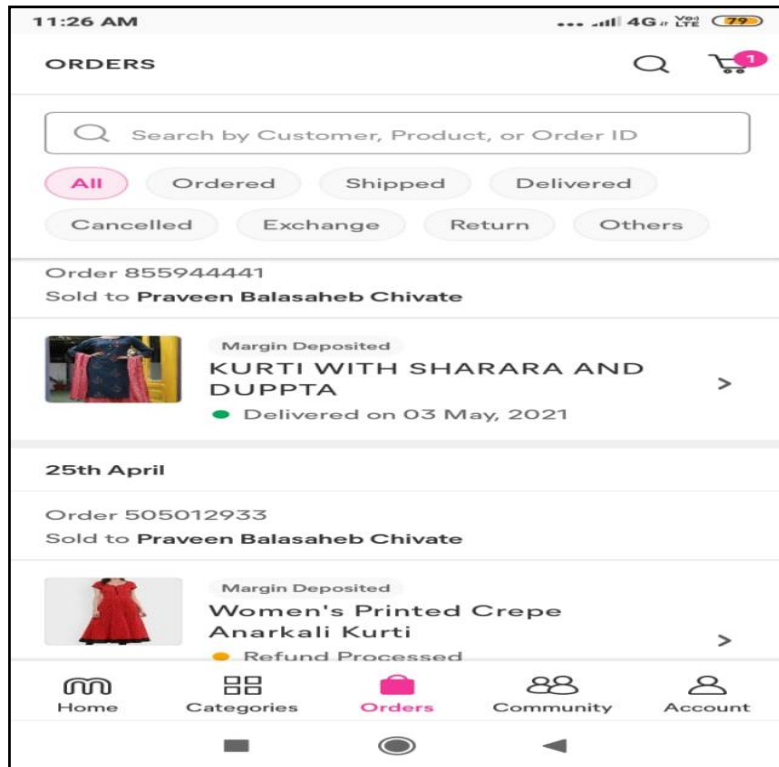 11:26 AM 4G Vo) LTE 79
ORDERS 1
Search by Customer, Product, or Order ID
All Ordered Shipped Delivered
Cancelled Exchange Return Others
Order 855944441
Sold to Praveen Balasaheb Chivate
Margin Deposited
KURTI WITH SHARARA AND
DUPPTA
Delivered on 03 May, 2021
25th April
Order 505012933
Sold to Praveen Balasaheb Chivate
Margin Deposited
Women's Printed Crepe
Anarkali Kurti
Refund Processed
Home Categories Orders Community Account